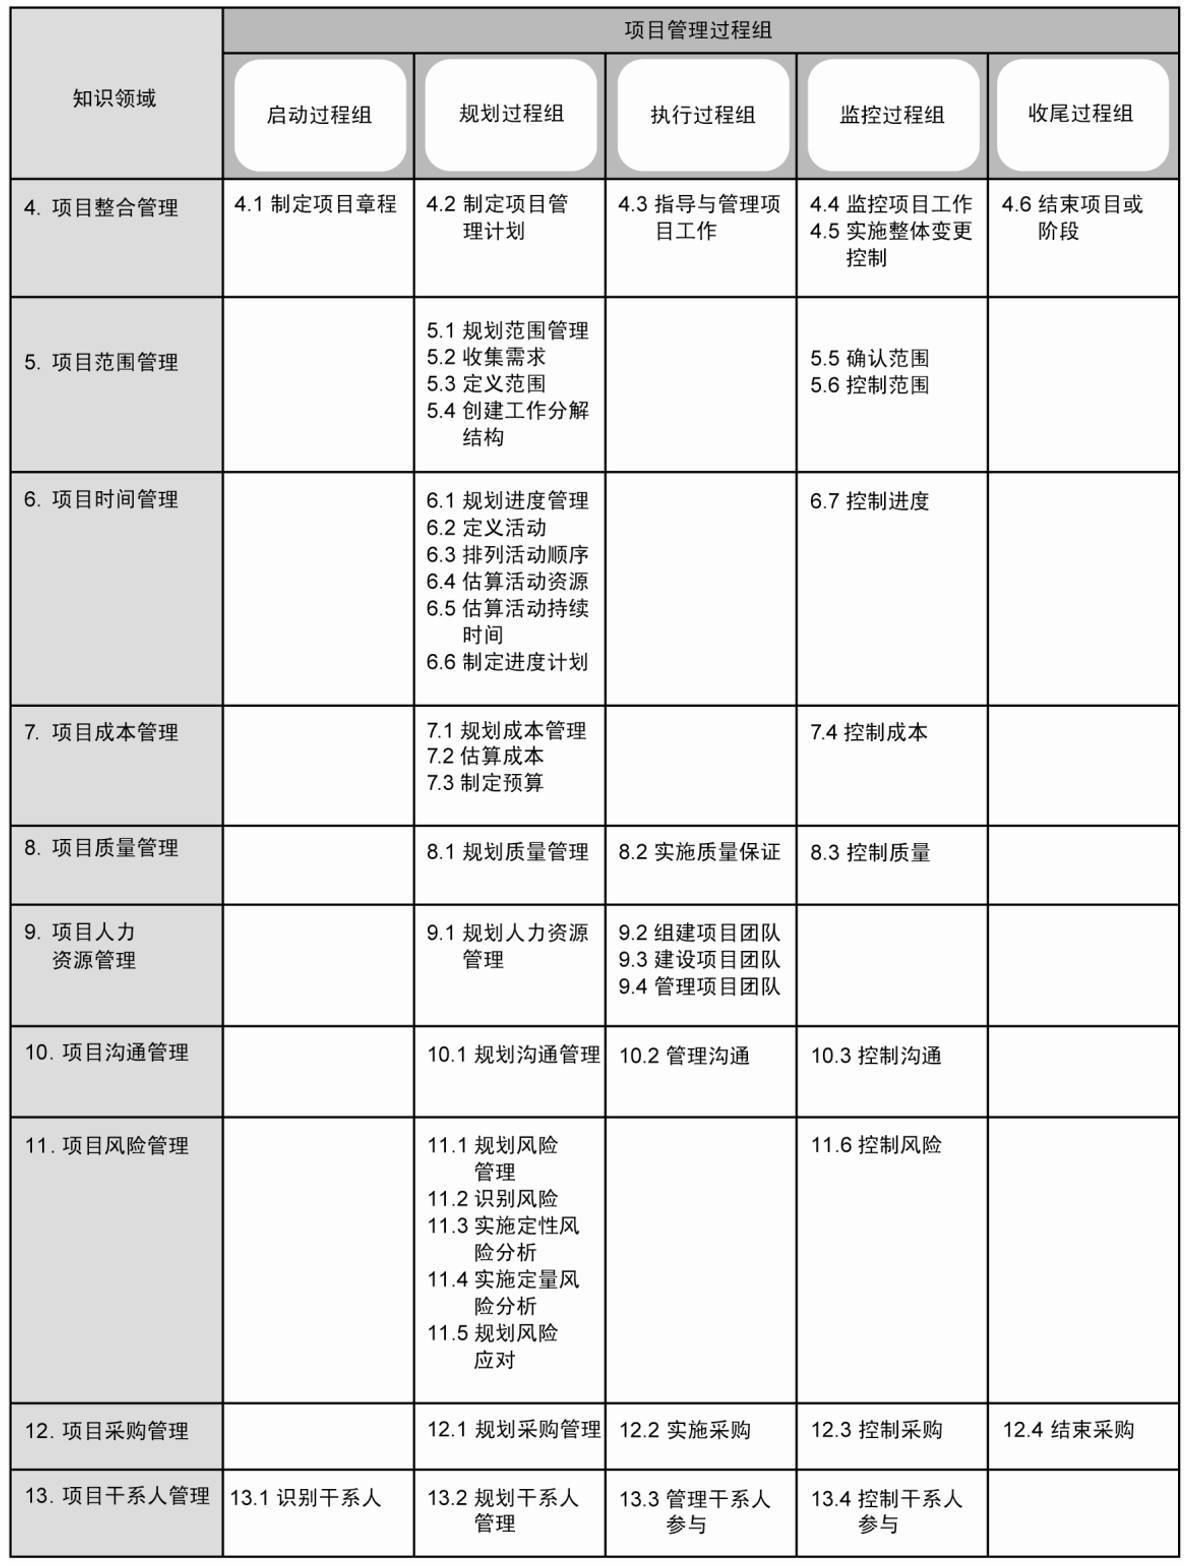 项目管理过程组
知识领域
启动过程组
规划过程组
执行过程组
监控过程组
收尾过程组
4. 项目整合管理
4.1 制定项目章程
4.2 制定项目管
理计划
4.3 指导与管理项
目工作
4.4 监控项目工作
4.5 实施整体变更
控制
4.6 结束项目或
阶段
5. 项目范围管理
5.1 规划范围管理
5.2 收集需求
5.3 定义范围
5.4 创建工作分解
结构
5.5 确认范围
5.6 控制范围
6. 项目时间管理
6.1 规划进度管理
6.2 定义活动
6.3 排列活动顺序
6.4 估算活动资源
6.5 估算活动持续
时间
6.6 制定进度计划
6.7 控制进度
7. 项目成本管理
7.1 规划成本管理
7.2 估算成本
7.3 制定预算
7.4 控制成本
8. 项目质量管理
8.1 规划质量管理
8.2 实施质量保证
8.3 控制质量
9. 项目人力
资源管理
9.1 规划人力资源
管理
9.2 组建项目团队
9.3 建设项目团队
9.4 管理项目团队
10. 项目沟通管理
10.1 规划沟通管理
10.2 管理沟通
10.3 控制沟通
11. 项目风险管理
11.1 规划风险
管理
11.2 识别风险
11.3 实施定性风
险分析
11.4 实施定量风
险分析
11.5 规划风险
应对
11.6 控制风险
12. 项目采购管理
12.1 规划采购管理
12.2 实施采购
12.3 控制采购
12.4 结束采购
13. 项目干系人管理
13.1 识别干系人
13.2 规划干系人
管理
13.3 管理干系人
参与
13.4 控制干系人
参与